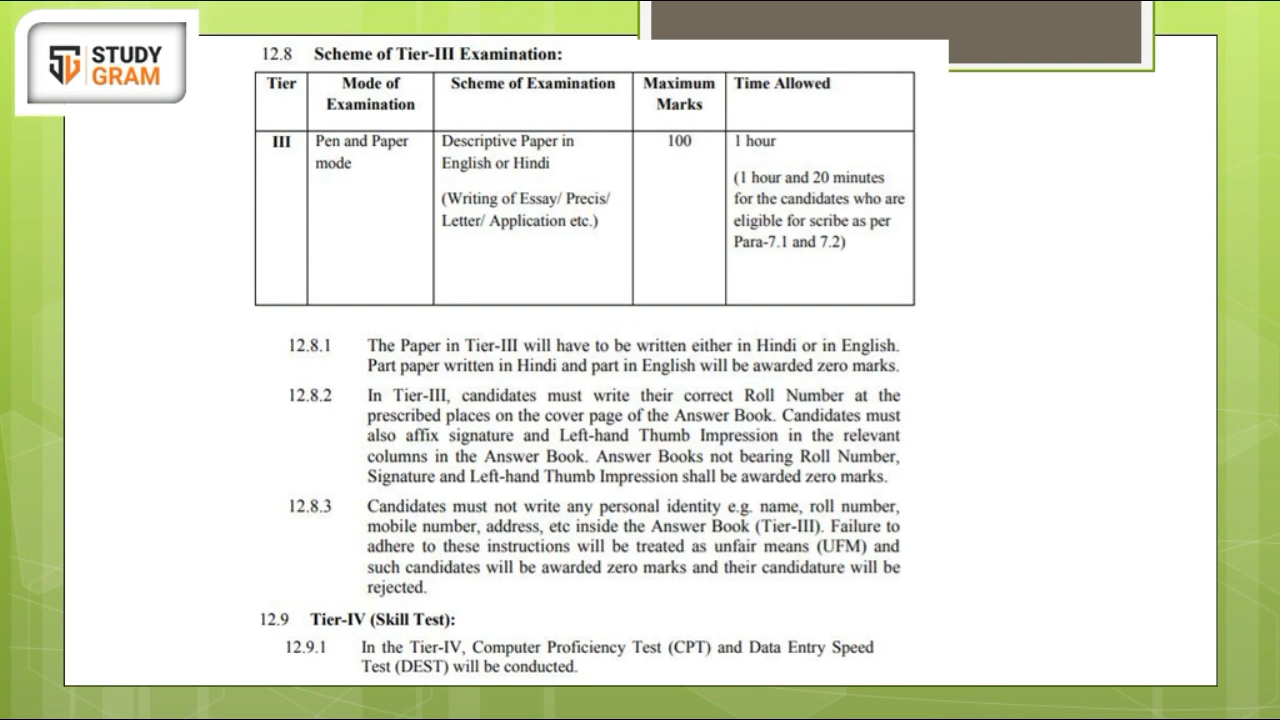 STUDY
GRAM
12.8 Scheme of Tier-III Examination:
Tier Mode of Examination Scheme of Examination Maximum Marks Time Allowed
III Pen and Paper mode Descriptive Paper in English or Hindi (Writing of Essay/ Precis/ Letter/ Application etc.) 100 1 hour (1 hour and 20 minutes for the candidates who are eligible for scribe as per Para-7.1 and 7.2)
12.8.1 The Paper in Tier-III will have to be written either in Hindi or in English.
Part paper written in Hindi and part in English will be awarded zero marks.
12.8.2 In Tier-III, candidates must write their correct Roll Number at the
prescribed places on the cover page of the Answer Book. Candidates must
also affix signature and Left-hand Thumb Impression in the relevant
columns in the Answer Book. Answer Books not bearing Roll Number,
Signature and Left-hand Thumb Impression shall be awarded zero marks.
12.8.3 Candidates must not write any personal identity e.g. name, roll number,
mobile number, address, etc inside the Answer Book (Tier-III). Failure to
adhere to these instructions will be treated as unfair means (UFM) and
such candidates will be awarded zero marks and their candidature will be
rejected.
12.9 Tier-IV (Skill Test):
12.9.1 In the Tier-IV, Computer Proficiency Test (CPT) and Data Entry Speed
Test (DEST) will be conducted.